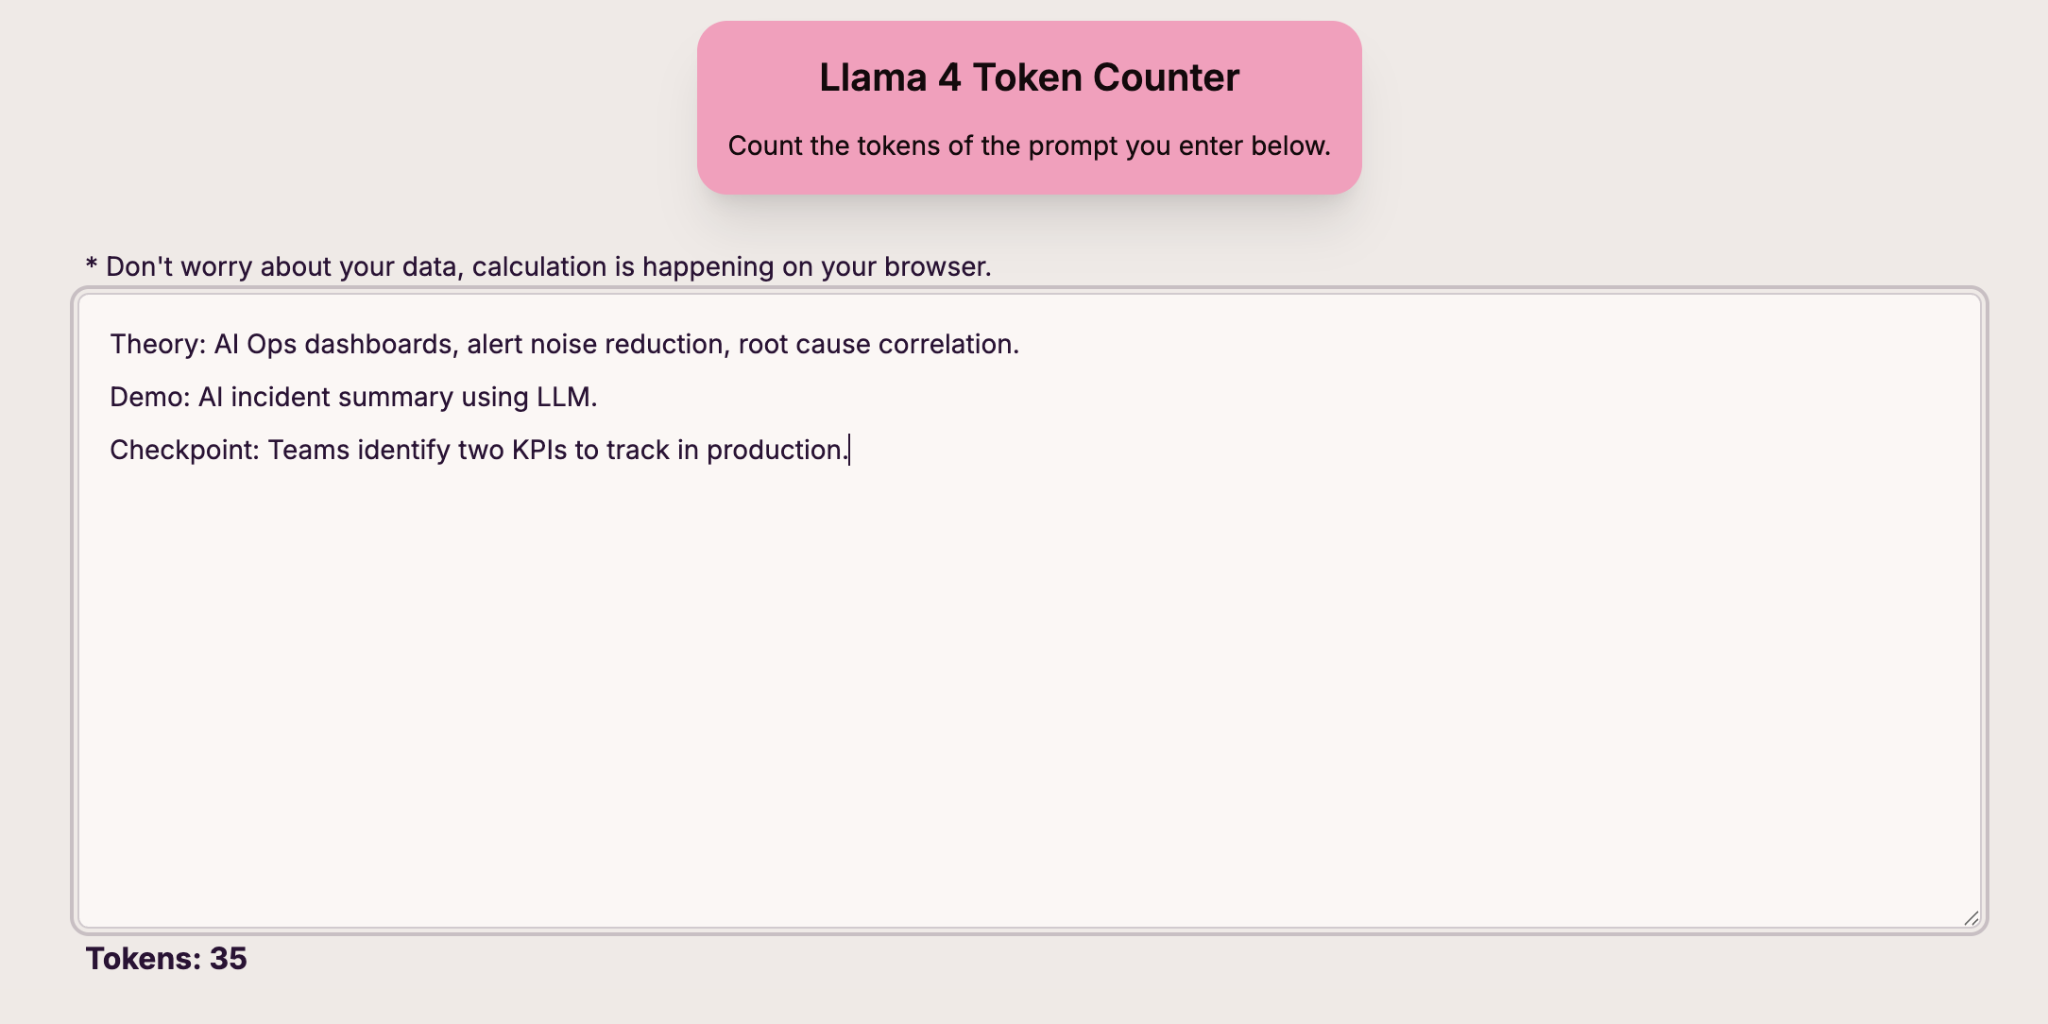 Llama 4 Token Counter
Count the tokens of the prompt you enter below.
* Don't worry about your data, calculation is happening on your browser.
Theory: AI Ops dashboards, alert noise reduction, root cause correlation.
Demo: AI incident summary using LLM.
Checkpoint: Teams identify two KPIs to track in production.
Tokens: 35